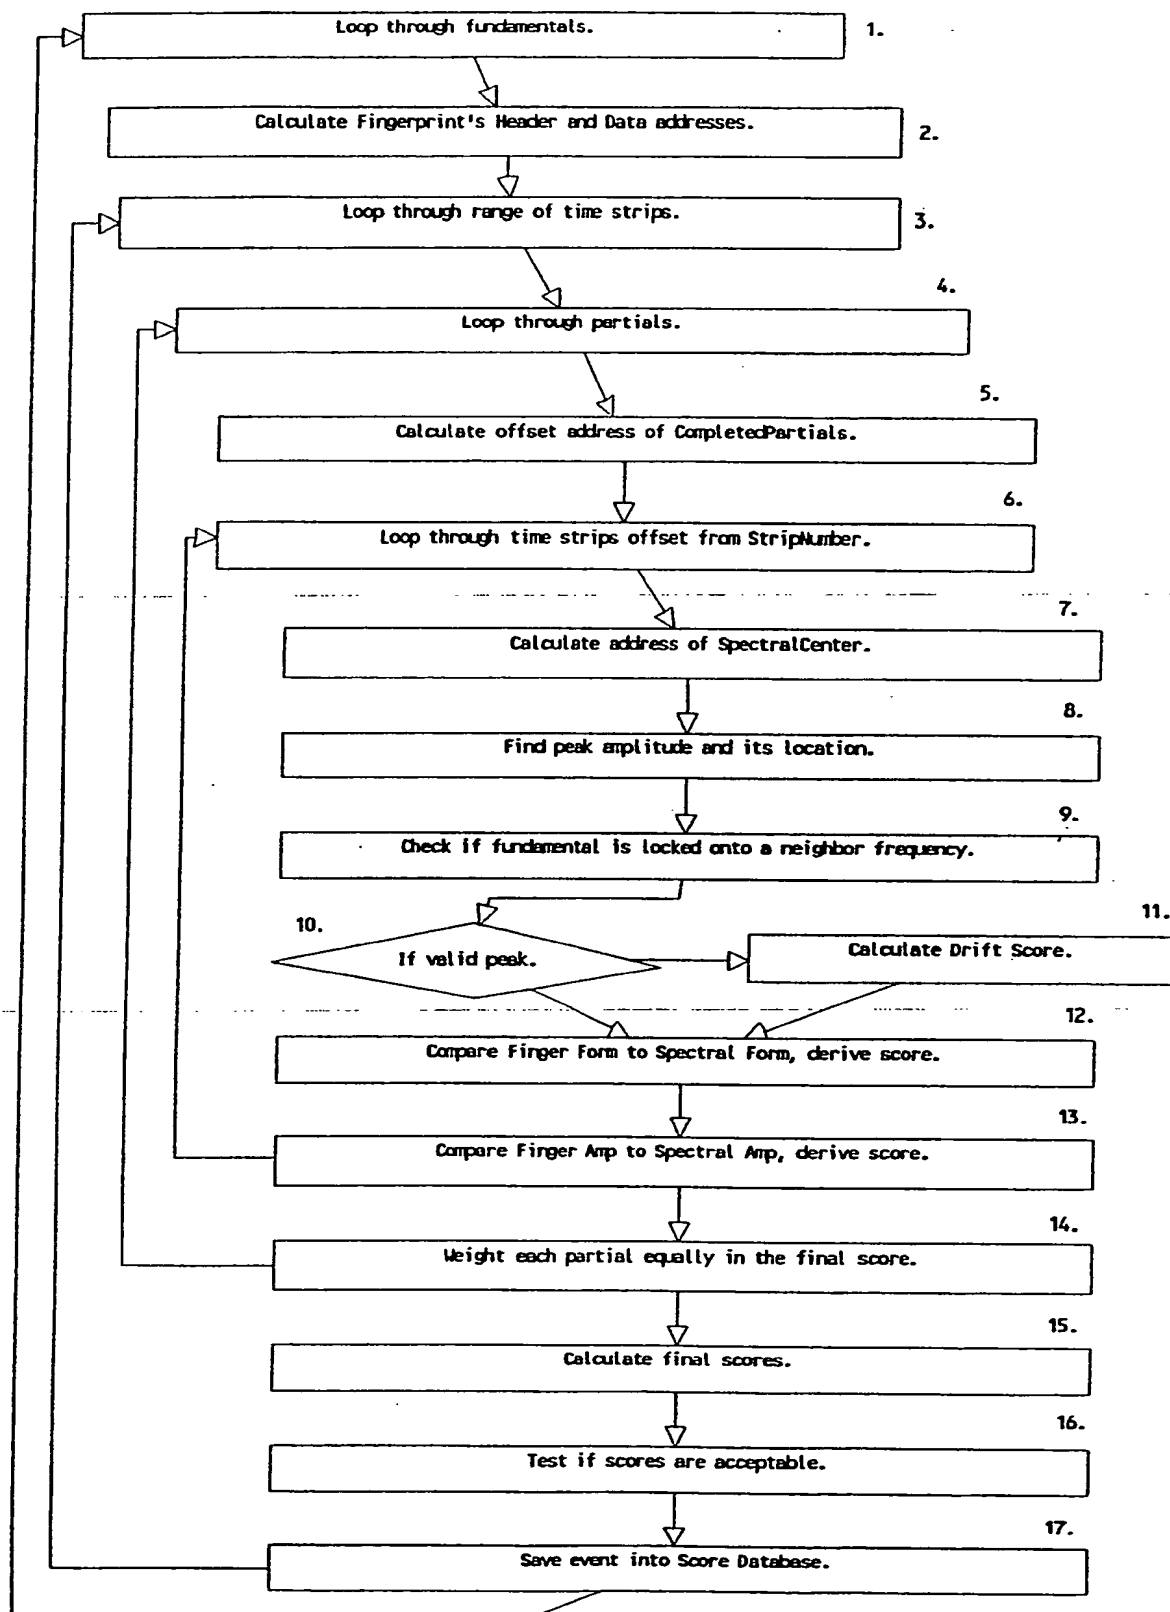 Loop through fundamentals.
1.
Calculate Fingerprint's Header and Data addresses.
2.
Loop through range of time strips.
3.
4.
Loop through partials.
5.
Calculate offset address of CompletedPartials.
6.
Loop through time strips offset from StripNumber.
7.
Calculate address of SpectralCenter.
8.
Find peak amplitude and its location.
9.
Check if fundamental is locked onto a neighbor frequency.
10.
If valid peak.
11.
Calculate Drift Score.
12.
Compare Finger Form to Spectral Form, derive score.
13.
Compare Finger Amp to Spectral Amp, derive score.
14.
Weight each partial equally in the final score.
15.
Calculate final scores.
16.
Test if scores are acceptable.
17.
Save event into Score Database.